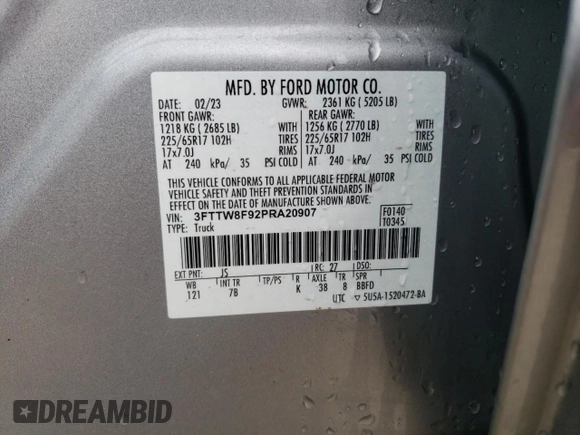 MFD. BY FORD MOTOR CO.
DATE: 02/23 GVWR: 2361 KG ( 5205 LB)
FRONT GAWR: REAR GAWR:
1218 KG ( 2685 LB) WITH 1256 KG ( 2770 LB) WITH
225/65R17 102H TIRES 225/65R17 102H TIRES
17x7.0J RIMS 17x7.0J RIMS
AT 240 kPa/ 35 PSI COLD AT 240 kPa/ 35 PSI COLD
THIS VEHICLE CONFORMS TO ALL APPLICABLE FEDERAL MOTOR
VEHICLE SAFETY AND THEFT PREVENTION STANDARDS IN
EFFECT ON THE DATE OF MANUFACTURE SHOWN ABOVE.
VIN: 3FTTW8F92PRA20907 F0140
TYPE: Truck T0345
EXT PNT: JS RC: 27 DSO:
WB INT TR TP/PS R AXLE TR SPR
121 7B K 38 8 BBFD
UTC ▽ 5U5A-1520472-BA
DREAMBID